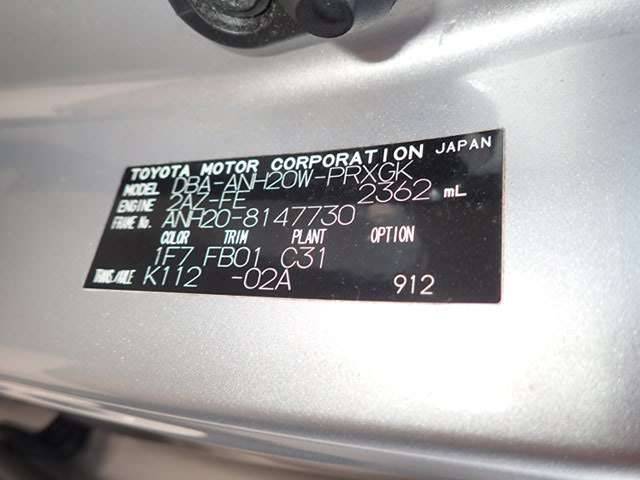 TOYOTA MOTOR CORPORATION JAPAN
MODEL DBA-ANH20W-PRXGK
ENGINE 2AZ-FE 2362 mL
FRAME No. ANH20-8147730
COLOR TRIM PLANT OPTION
1F7 FB01 C31
TRANS./AXLE K112 -02A 912